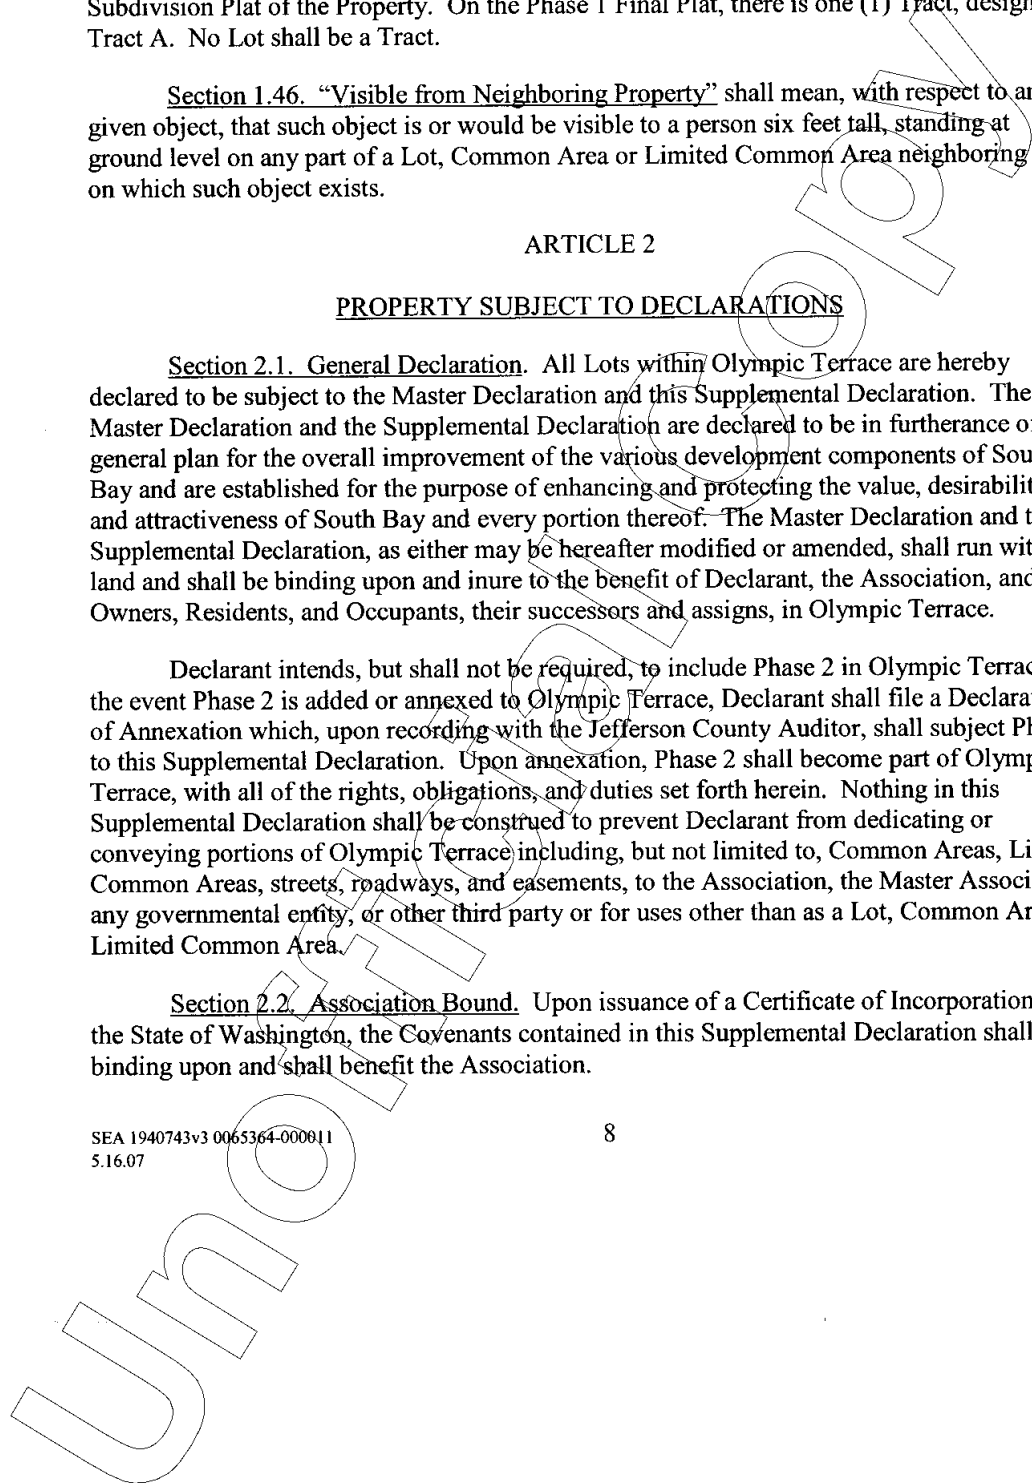 Subdivision Plat of the Property. On the Phase 1 Final Plat, there is one (1) Tract, design
Tract A. No Lot shall be a Tract.
Section 1.46. “Visible from Neighboring Property” shall mean, with respect to an
given object, that such object is or would be visible to a person six feet tall, standing at
ground level on any part of a Lot, Common Area or Limited Common Area neighboring
on which such object exists.
ARTICLE 2
PROPERTY SUBJECT TO DECLARATIONS
Section 2.1. General Declaration. All Lots within Olympic Terrace are hereby
declared to be subject to the Master Declaration and this Supplemental Declaration. The
Master Declaration and the Supplemental Declaration are declared to be in furtherance o
general plan for the overall improvement of the various development components of Sou
Bay and are established for the purpose of enhancing and protecting the value, desirabilit
and attractiveness of South Bay and every portion thereof. The Master Declaration and t
Supplemental Declaration, as either may be hereafter modified or amended, shall run wit
land and shall be binding upon and inure to the benefit of Declarant, the Association, and
Owners, Residents, and Occupants, their successors and assigns, in Olympic Terrace.
Declarant intends, but shall not be required, to include Phase 2 in Olympic Terrac
the event Phase 2 is added or annexed to Olympic Terrace, Declarant shall file a Declara
of Annexation which, upon recording with the Jefferson County Auditor, shall subject Ph
to this Supplemental Declaration. Upon annexation, Phase 2 shall become part of Olymp
Terrace, with all of the rights, obligations, and duties set forth herein. Nothing in this
Supplemental Declaration shall be construed to prevent Declarant from dedicating or
conveying portions of Olympic Terrace including, but not limited to, Common Areas, Li
Common Areas, streets, roadways, and easements, to the Association, the Master Associ
any governmental entity, or other third party or for uses other than as a Lot, Common Ar
Limited Common Area.
Section 2.2. Association Bound. Upon issuance of a Certificate of Incorporation
the State of Washington, the Covenants contained in this Supplemental Declaration shall
binding upon and shall benefit the Association.
SEA 1940743v3 0065364-000011
8
5.16.07
Unofficial Copy